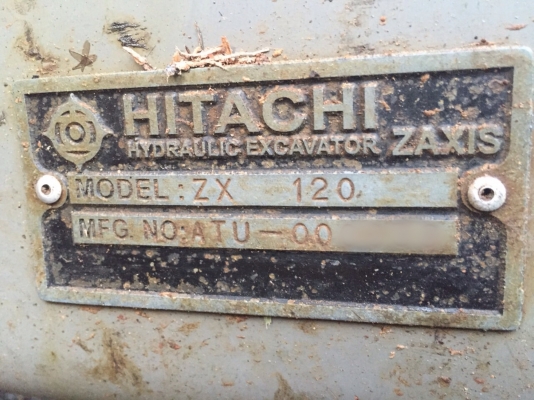 HITACHI
HYDRAULIC EXCAVATOR ZAXIS
MODEL: ZX 120
MFG. NO: ATU-00